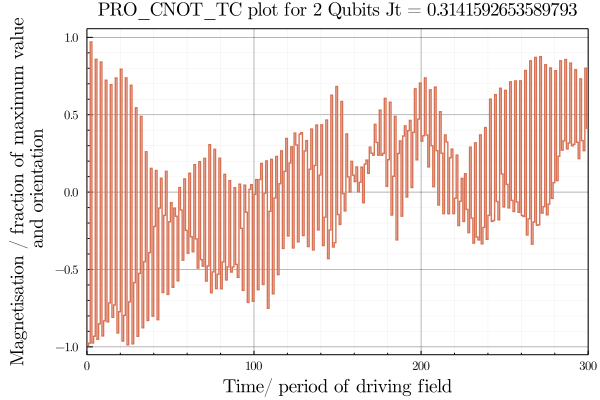 PRO_CNOT_TC plot for 2 Qubits Jt = 0.3141592653589793
Magnetisation / fraction of maximum value
and orientation
1.0
0.5
0.0
−0.5
−1.0
0 100 200 300
Time/ period of driving field